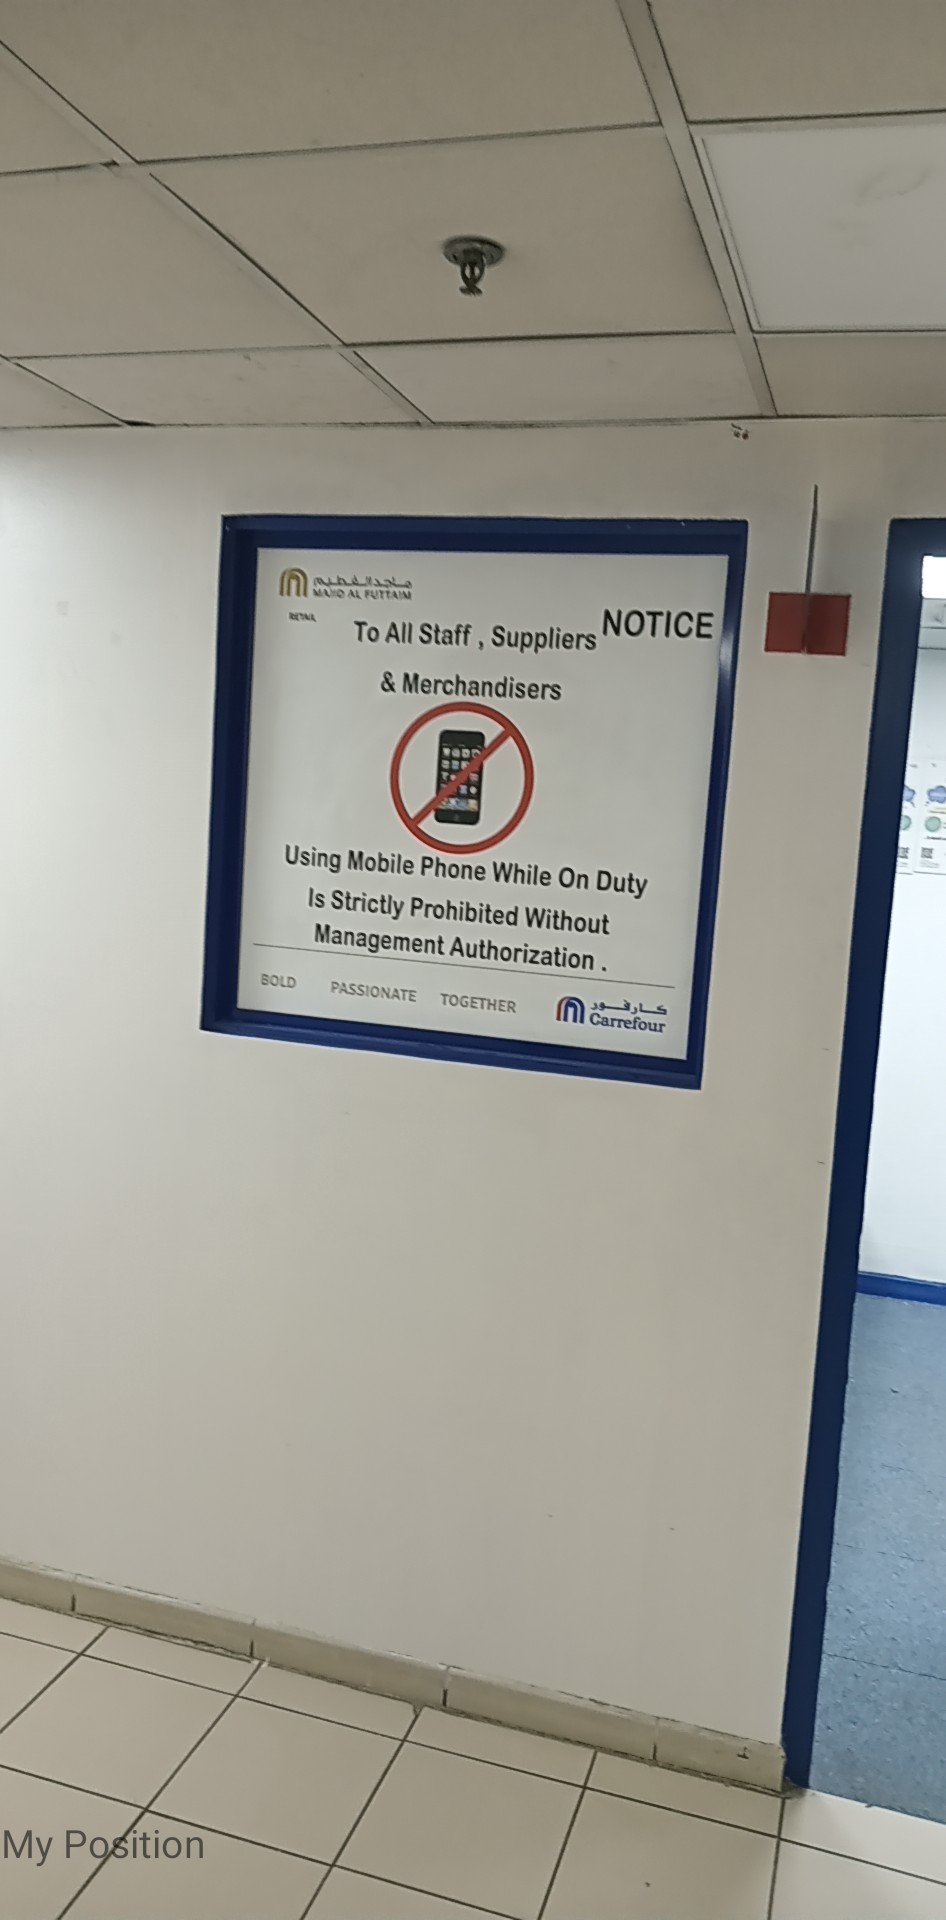 ماجد الفطيم
MAJID AL FUTTAIM
RETAIL
NOTICE
To All Staff , Suppliers
& Merchandisers
Using Mobile Phone While On Duty
Is Strictly Prohibited Without
Management Authorization .
BOLD PASSIONATE TOGETHER
كارفور
Carrefour
My Position